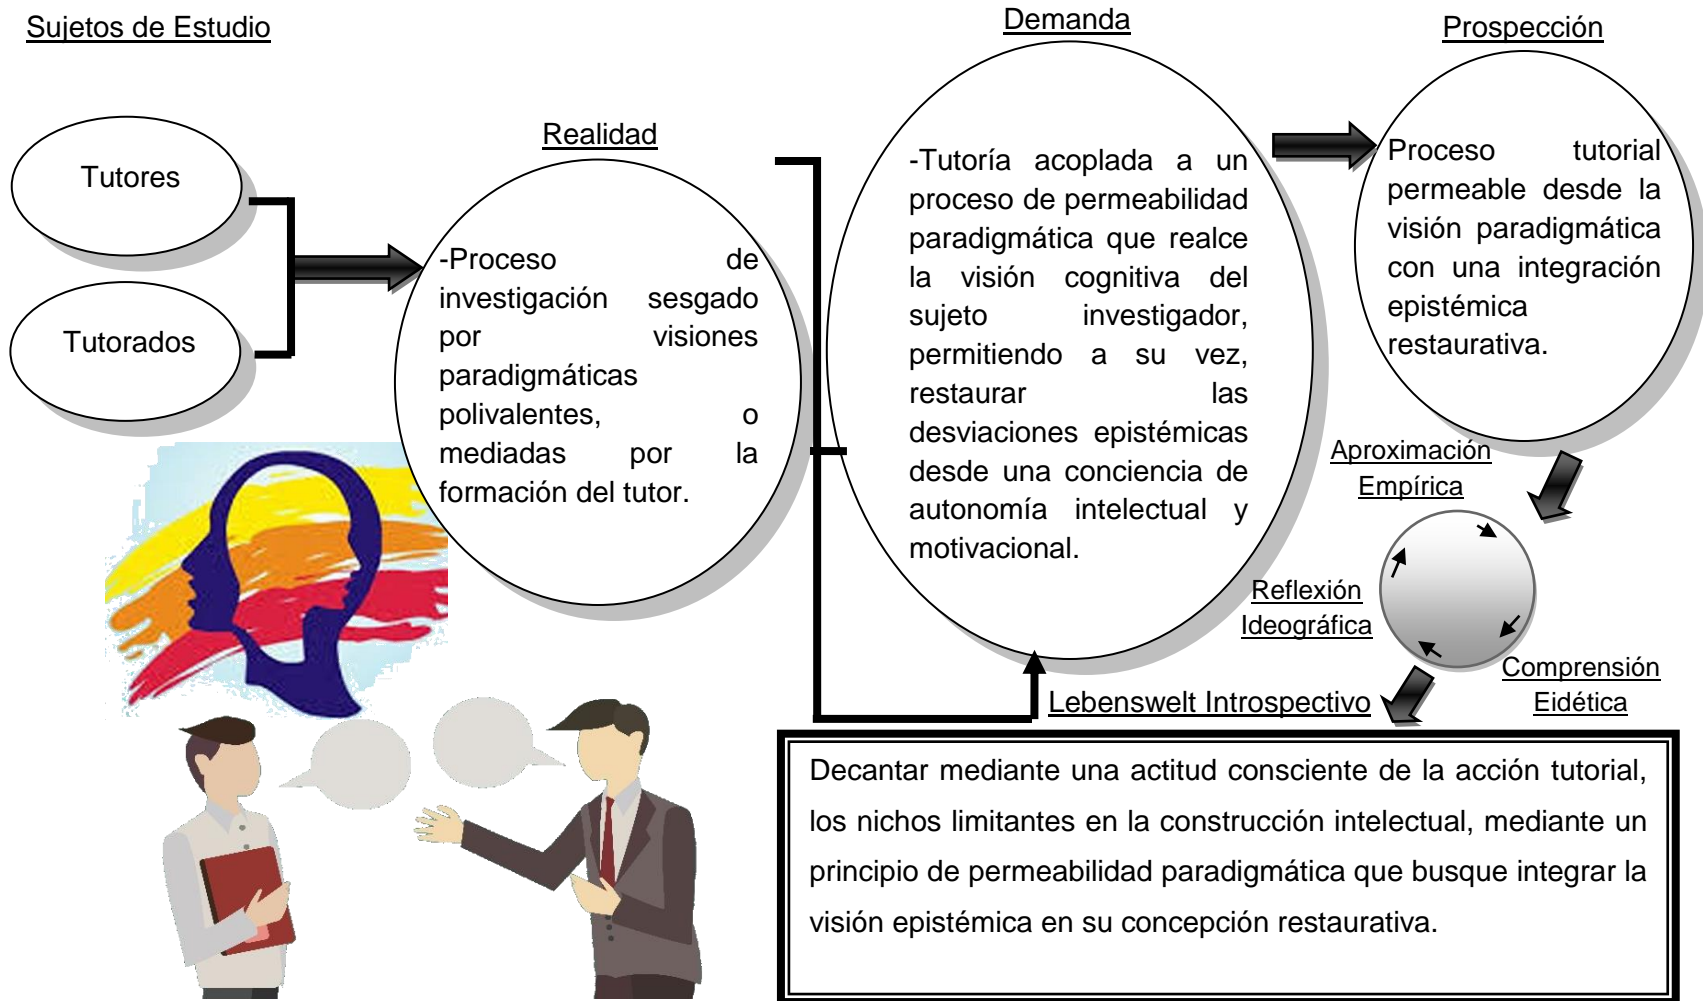 Sujetos de Estudio
Tutores
Tutorados
Realidad
-Proceso de
investigación sesgado
por visiones
paradigmáticas
polivalentes, o
mediadas por la
formación del tutor.
Demanda
-Tutoría acoplada a un
proceso de permeabilidad
paradigmática que realce
la visión cognitiva del
sujeto investigador,
permitiendo a su vez,
restaurar las
desviaciones epistémicas
desde una conciencia de
autonomía intelectual y
motivacional.
Prospección
Proceso tutorial
permeable desde la
visión paradigmática
con una integración
epistémica
restaurativa.
Aproximación
Empírica
Reflexión
Ideográfica
Comprensión
Eidética
Lebenswelt Introspectivo
Decantar mediante una actitud consciente de la acción tutorial,
los nichos limitantes en la construcción intelectual, mediante un
principio de permeabilidad paradigmática que busque integrar la
visión epistémica en su concepción restaurativa.